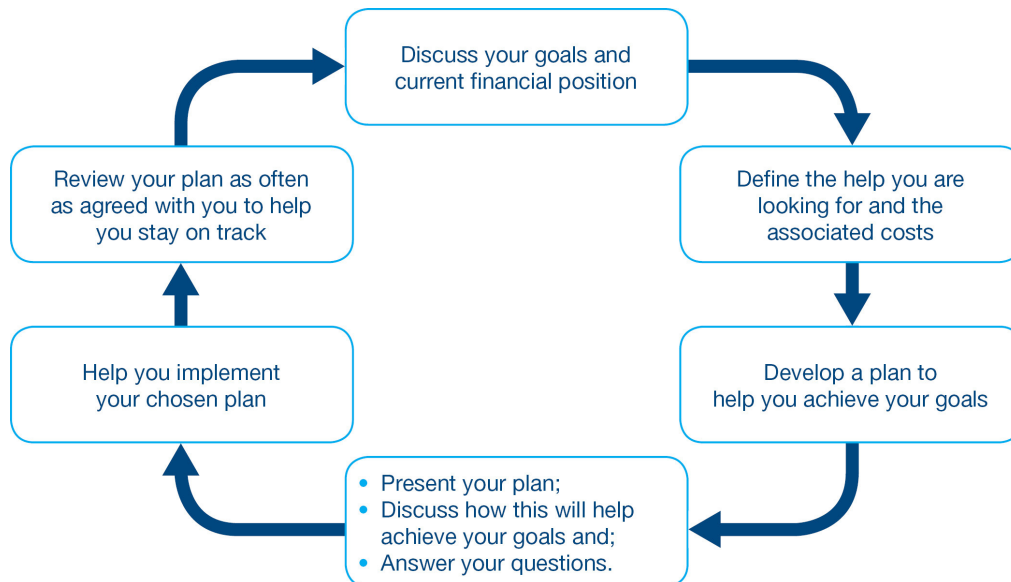 Discuss your goals and
current financial position
Define the help you are
looking for and the
associated costs
Develop a plan to
help you achieve your goals
• Present your plan;
• Discuss how this will help
achieve your goals and;
• Answer your questions.
Help you implement
your chosen plan
Review your plan as often
as agreed with you to help
you stay on track